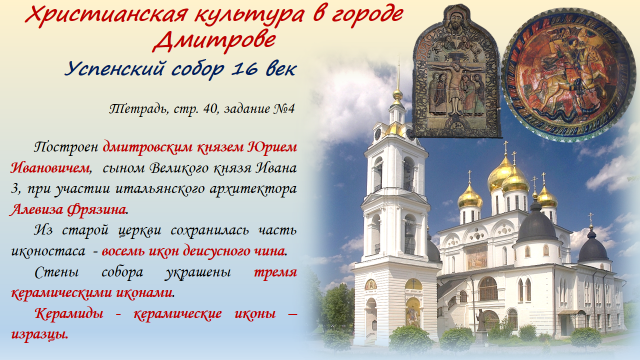 Христианская культура в городе
Дмитрове
Успенский собор 16 век
Тетрадь, стр. 40, задание №4
Построен дмитровским князем Юрием
Ивановичем, сыном Великого князя Ивана
3, при участии итальянского архитектора
Алевиза Фрязина.
Из старой церкви сохранилась часть
иконостаса - восемь икон деисусного чина.
Стены собора украшены тремя
керамическими иконами.
Керамиды - керамические иконы –
изразцы.